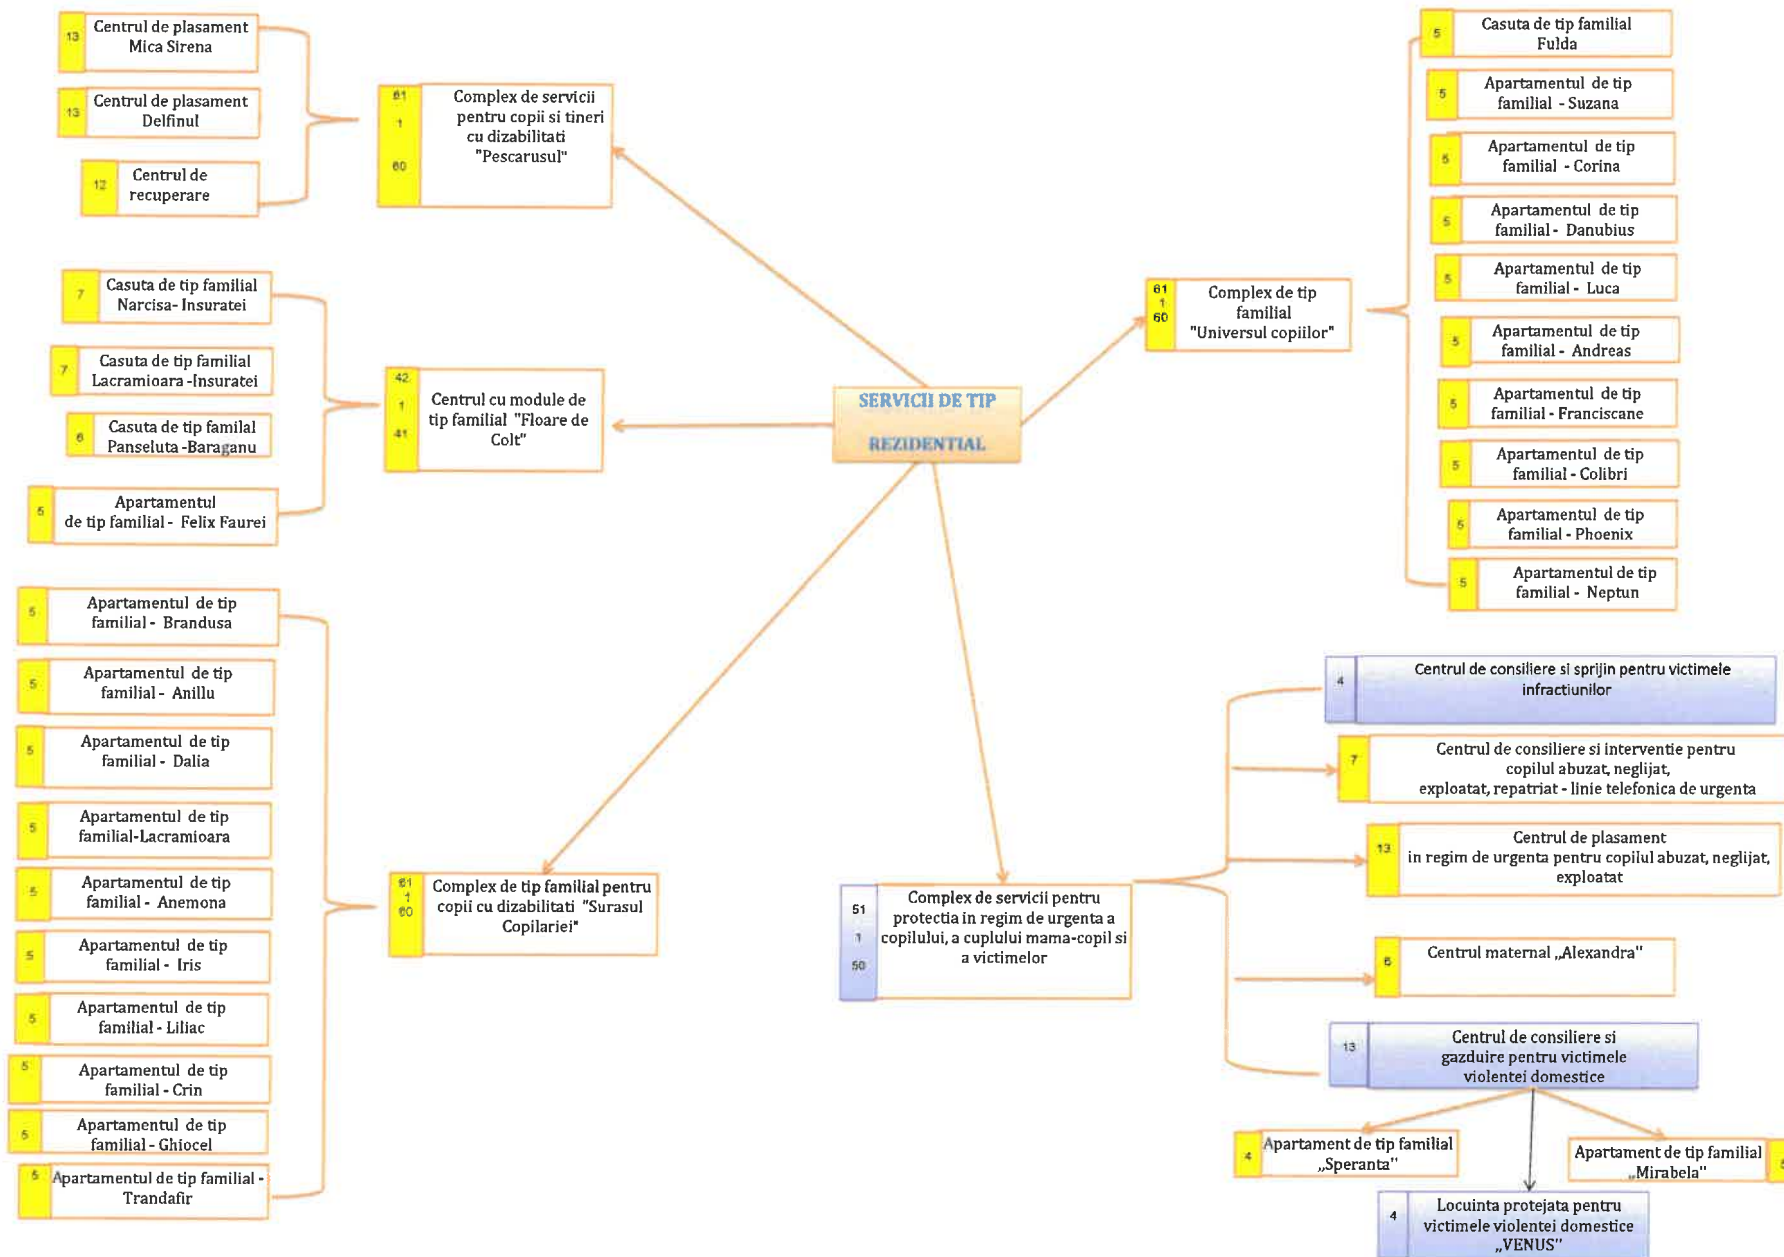 13
Centrul de plasament
Mica Sirena
13
Centrul de plasament
Delfinul
12
Centrul de
recuperare
61
1
60
Complex de servicii
pentru copii si tineri
cu dizabilitati
"Pescarusul"
7
Casuta de tip familial
Narcisa- Insuratei
7
Casuta de tip familial
Lacramioara -Insuratei
6
Casuta de tip familal
Panseluta -Baraganu
5
Apartamentul
de tip familial - Felix Faurei
42
1
41
Centrul cu module de
tip familial "Floare de
Colt"
SERVICII DE TIP
REZIDENTIAL
61
1
60
Complex de tip
familial
"Universul copiilor"
5
Casuta de tip familial
Fulda
5
Apartamentul de tip
familial - Suzana
5
Apartamentul de tip
familial - Corina
5
Apartamentul de tip
familial - Danubius
5
Apartamentul de tip
familial - Luca
5
Apartamentul de tip
familial - Andreas
5
Apartamentul de tip
familial - Franciscane
5
Apartamentul de tip
familial - Colibri
5
Apartamentul de tip
familial - Phoenix
5
Apartamentul de tip
familial - Neptun
5
Apartamentul de tip
familial - Brandusa
5
Apartamentul de tip
familial - Anillu
5
Apartamentul de tip
familial - Dalia
5
Apartamentul de tip
familial-Lacramioara
5
Apartamentul de tip
familial - Anemona
5
Apartamentul de tip
familial - Iris
5
Apartamentul de tip
familial - Liliac
5
Apartamentul de tip
familial - Crin
5
Apartamentul de tip
familial - Ghiocel
5
Apartamentul de tip familial -
Trandafir
61
1
60
Complex de tip familial pentru
copii cu dizabilitati "Surasul
Copilariei"
51
1
50
Complex de servicii pentru
protectia in regim de urgenta a
copilului, a cuplului mama-copil si
a victimelor
4
Centrul de consiliere si sprijin pentru victimele
infractiunilor
7
Centrul de consiliere si interventie pentru
copilul abuzat, neglijat,
exploatat, repatriat - linie telefonica de urgenta
13
Centrul de plasament
in regim de urgenta pentru copilul abuzat, neglijat,
exploatat
6
Centrul maternal „Alexandra"
13
Centrul de consiliere si
gazduire pentru victimele
violentei domestice
4
Apartament de tip familial
„Speranta"
Apartament de tip familial
„Mirabela"
4
Locuinta protejata pentru
victimele violentei domestice
„VENUS"